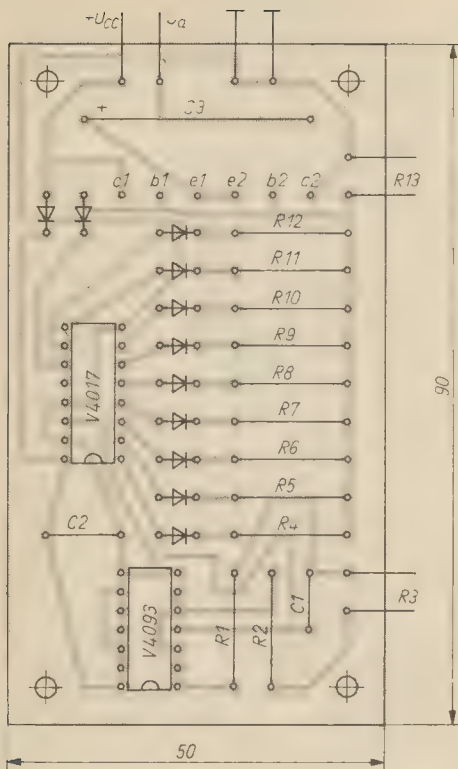 +UCC Ua
+ C3
c1 b1 e1 e2 b2 c2
R13
R12
R11
R10
R9
R8
R7
R6
R5
R4
V4017
90
C2
V4093
R1
R2
C1
R3
50